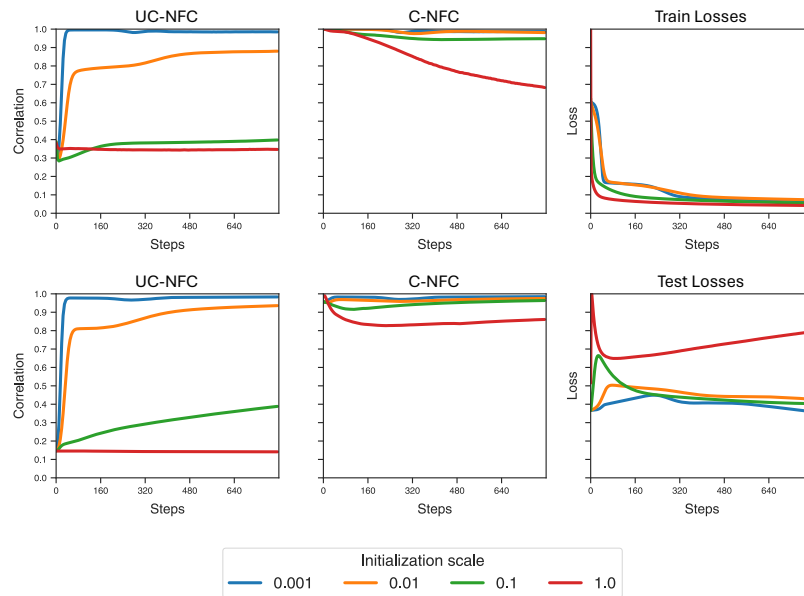 UC-NFC
C-NFC
Train Losses
Correlation
1.0
0.9
0.8
0.7
0.6
0.5
0.4
0.3
0.2
0.1
0.0
Loss
0 160 320 480 640
0 160 320 480 640
0 160 320 480 640
Steps
Steps
Steps
UC-NFC
C-NFC
Test Losses
Correlation
1.0
0.9
0.8
0.7
0.6
0.5
0.4
0.3
0.2
0.1
0.0
Loss
0 160 320 480 640
0 160 320 480 640
0 160 320 480 640
Steps
Steps
Steps
Initialization scale
0.001 0.01 0.1 1.0